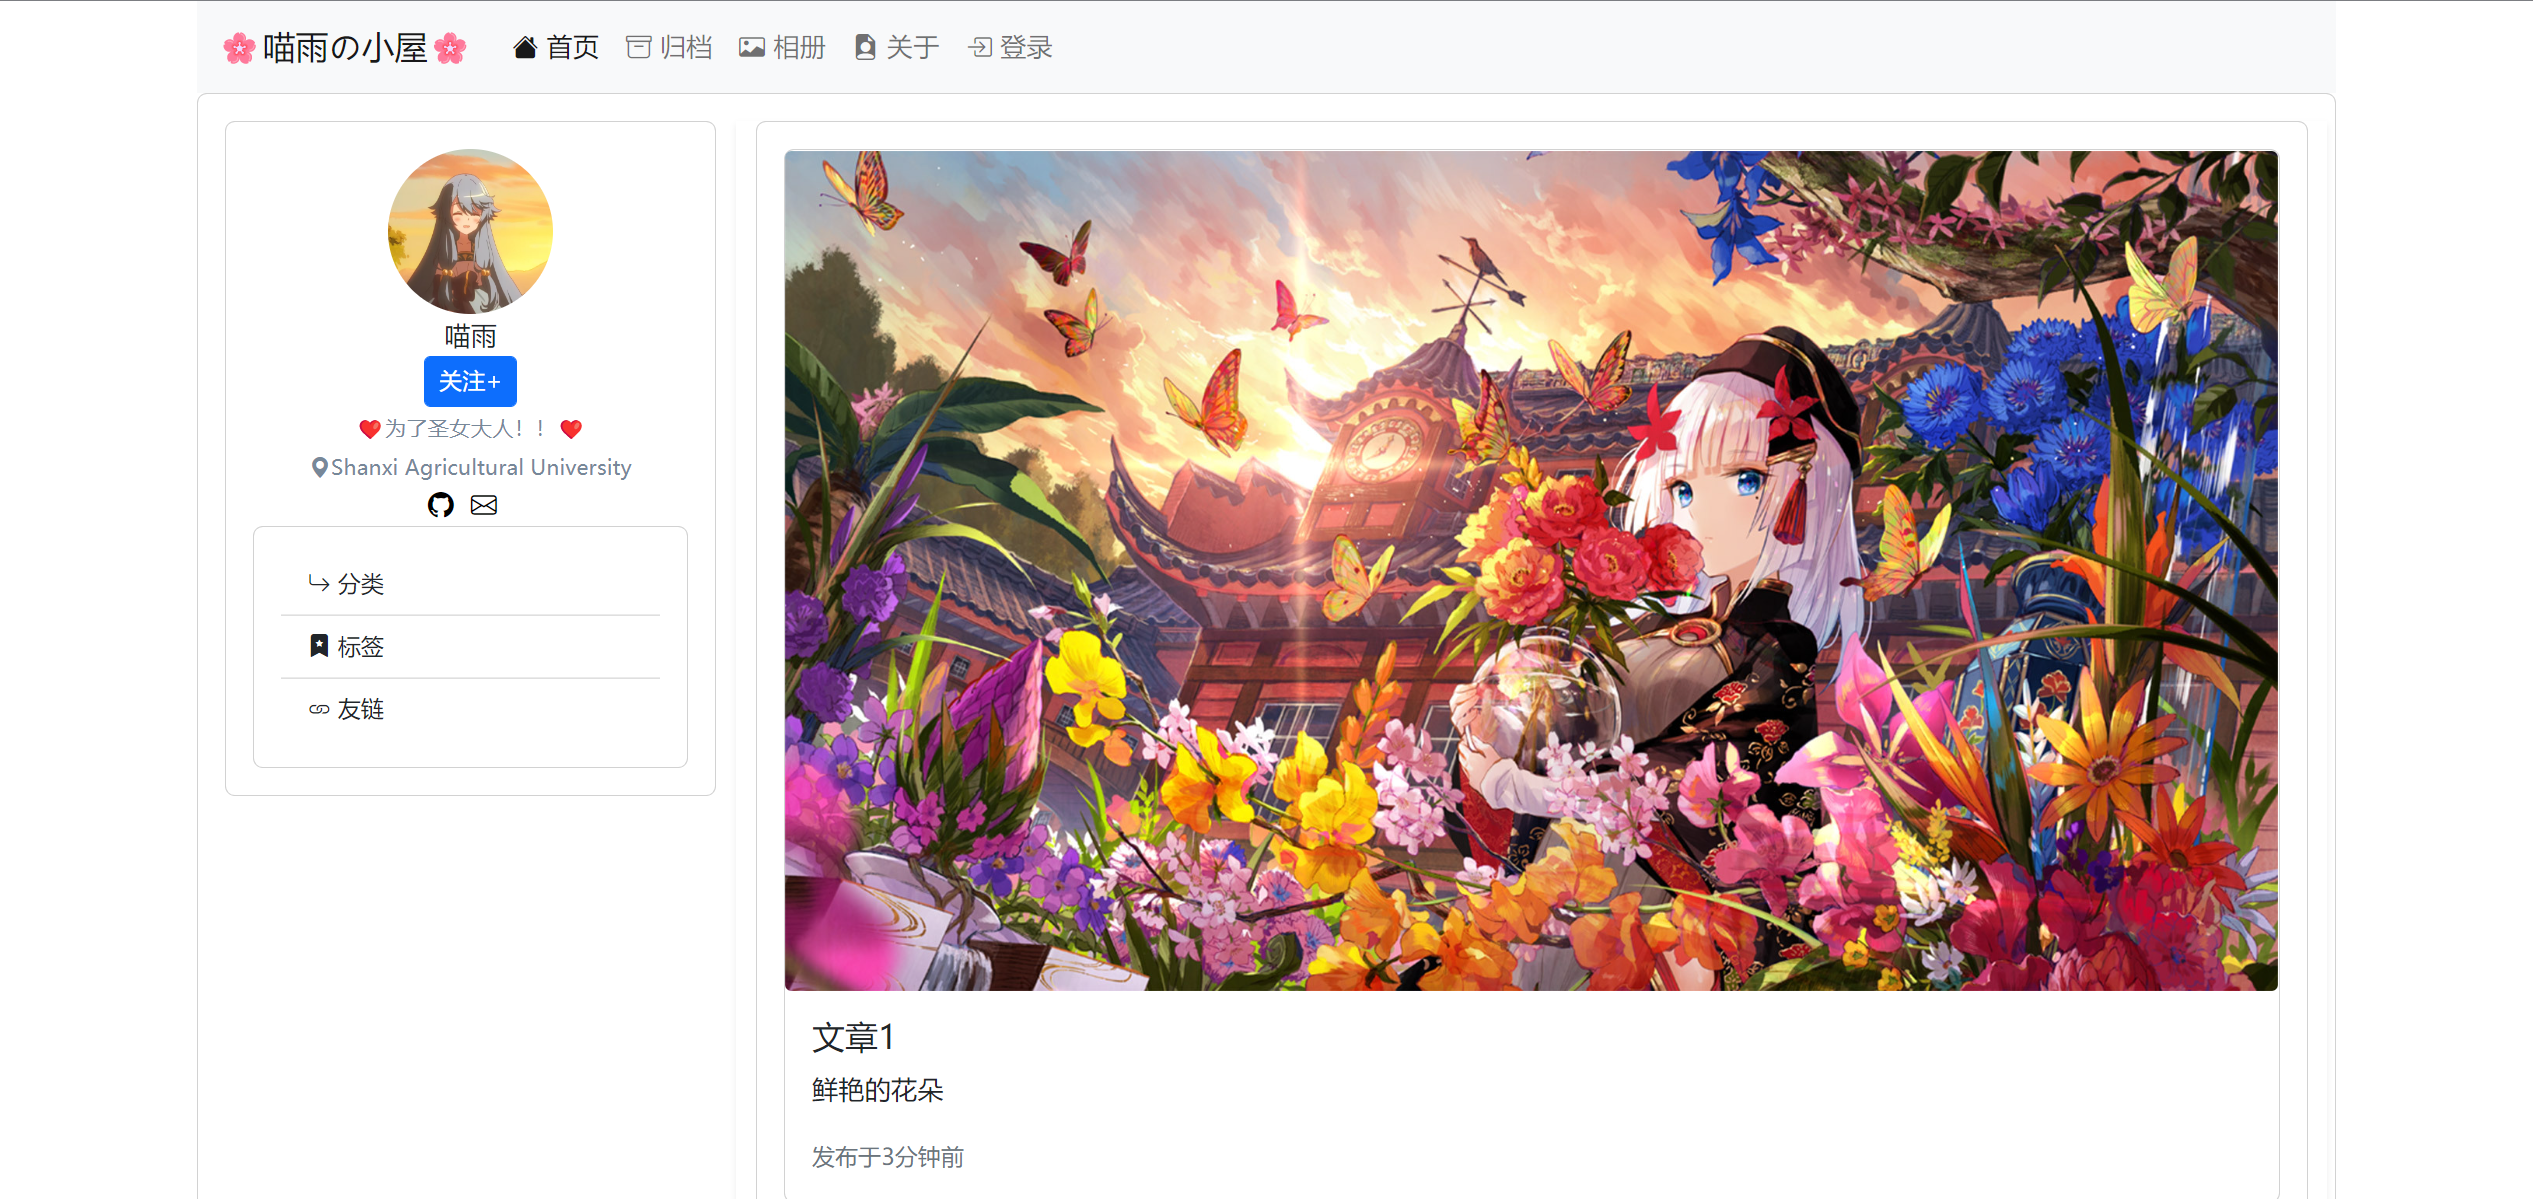 🌸喵雨の小屋🌸 首页 归档 相册 关于 登录
喵雨
关注+
❤️为了圣女大人！！❤️
Shanxi Agricultural University
分类
标签
友链
文章1
鲜艳的花朵
发布于3分钟前